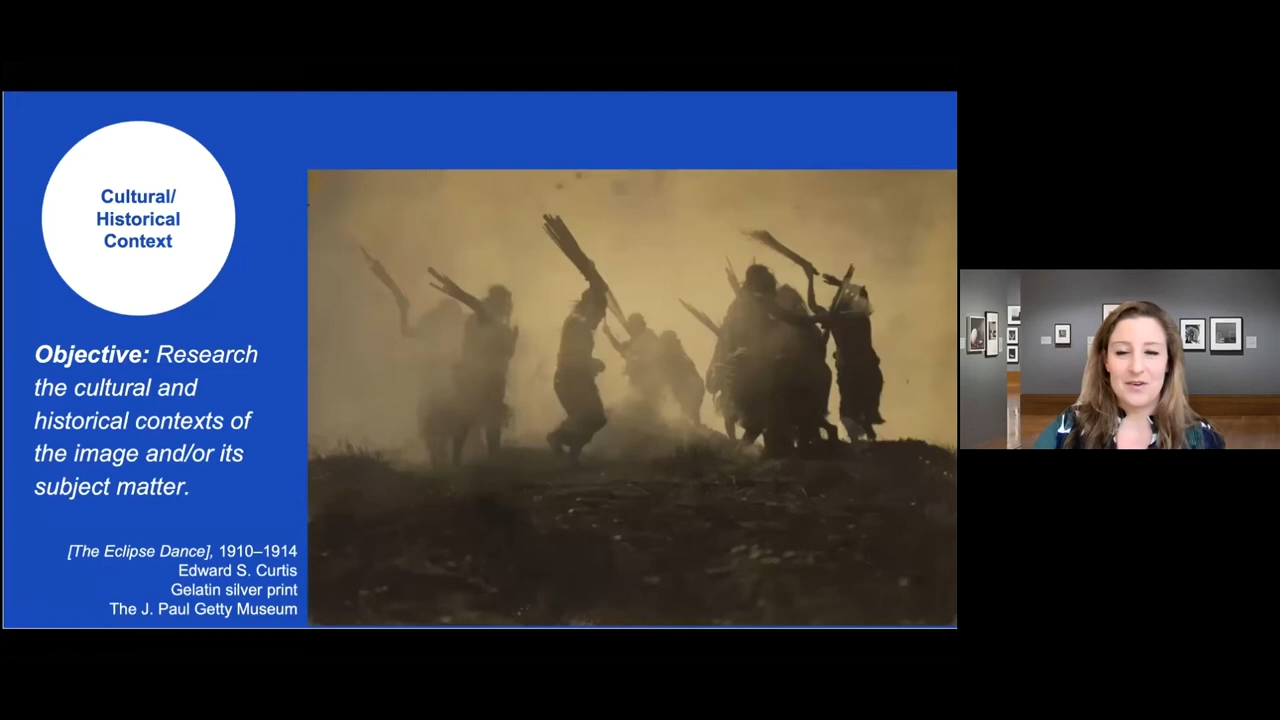 Cultural/
Historical
Context
Objective: Research
the cultural and
historical contexts of
the image and/or its
subject matter.
[The Eclipse Dance], 1910–1914
Edward S. Curtis
Gelatin silver print
The J. Paul Getty Museum